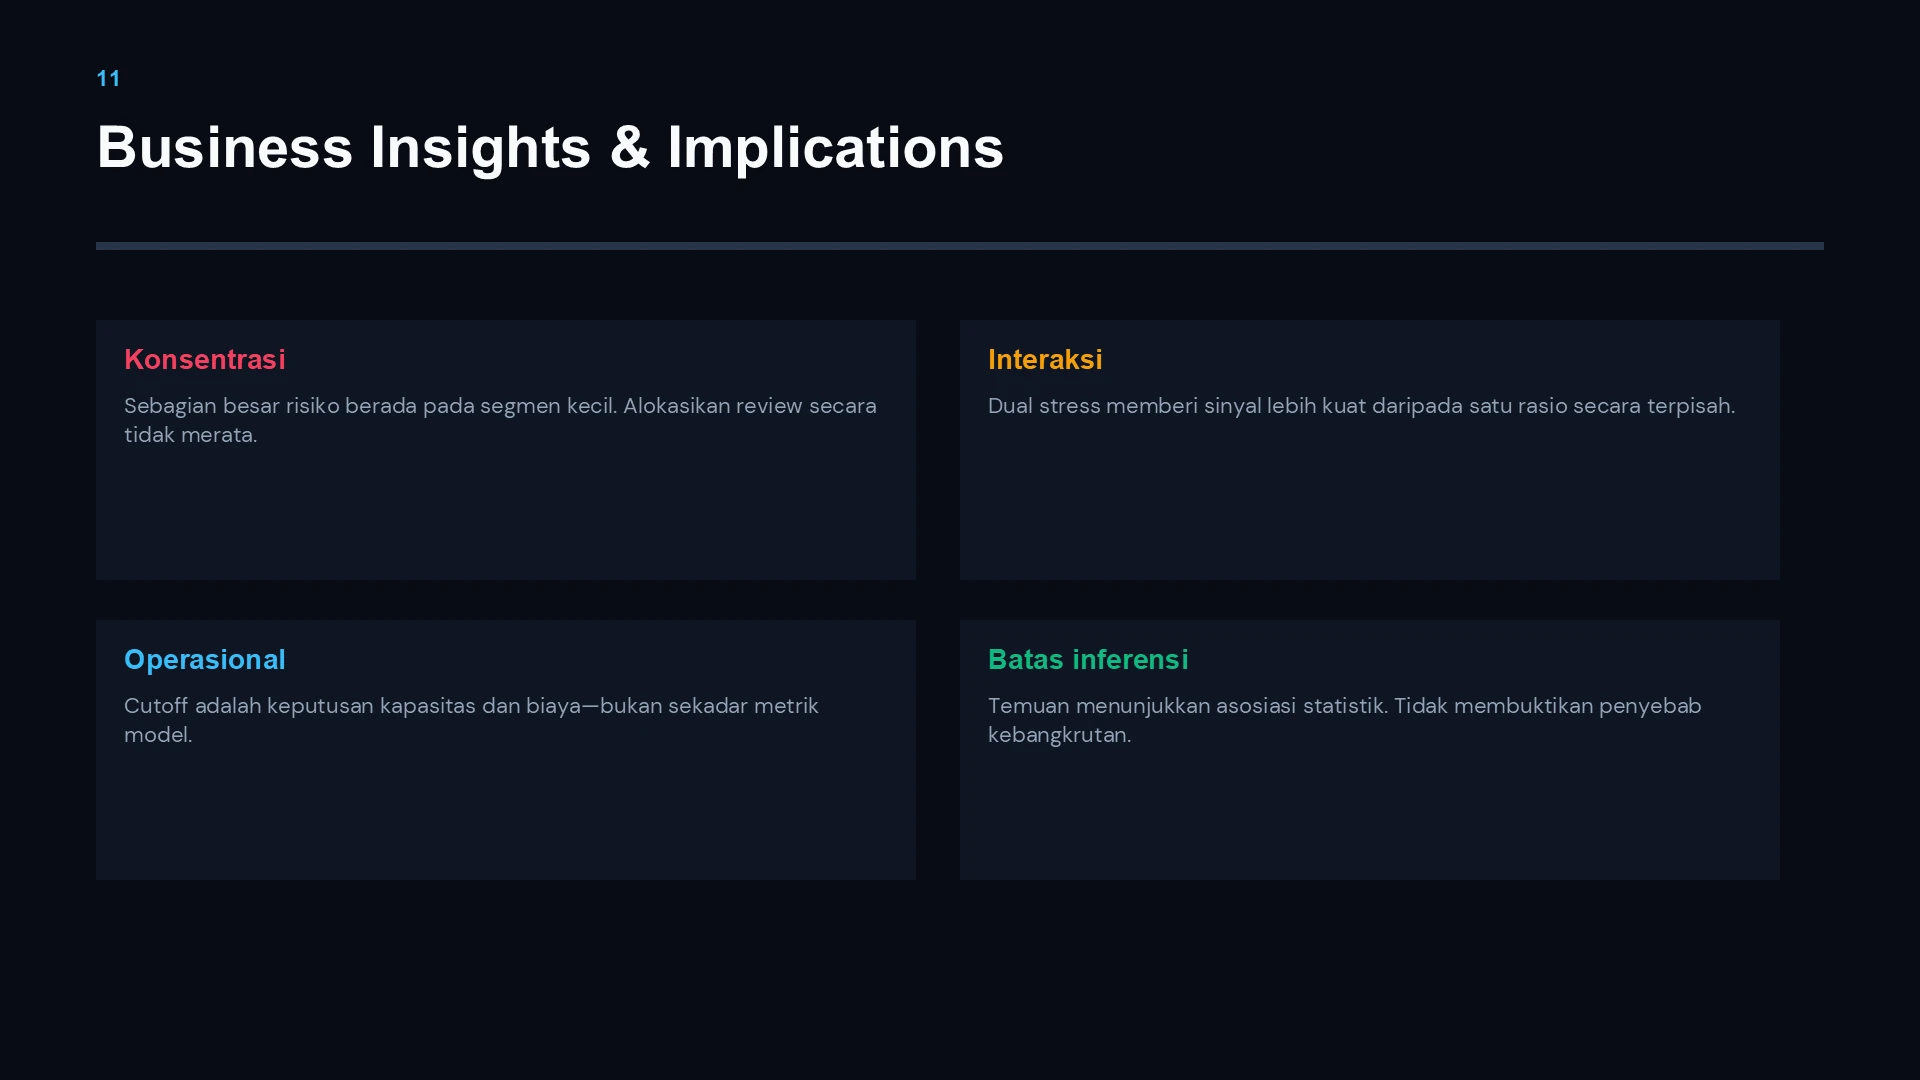 11
Business Insights & Implications
Konsentrasi
Sebagian besar risiko berada pada segmen kecil. Alokasikan review secara
tidak merata.
Interaksi
Dual stress memberi sinyal lebih kuat daripada satu rasio secara terpisah.
Operasional
Cutoff adalah keputusan kapasitas dan biaya—bukan sekadar metrik
model.
Batas inferensi
Temuan menunjukkan asosiasi statistik. Tidak membuktikan penyebab
kebangkrutan.